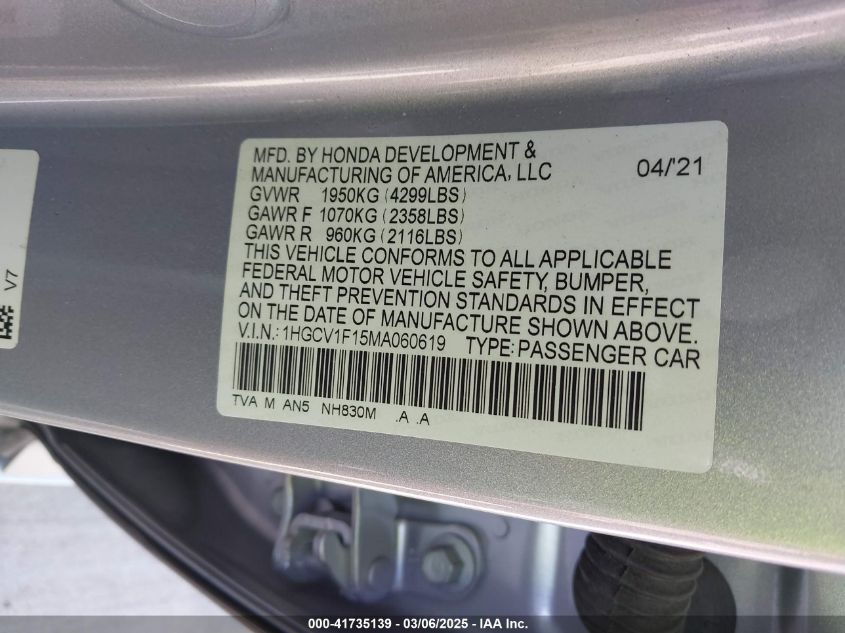 MFD. BY HONDA DEVELOPMENT &
MANUFACTURING OF AMERICA, LLC 04/'21
GVWR 1950KG (4299LBS)
GAWR F 1070KG (2358LBS)
GAWR R 960KG (2116LBS)
THIS VEHICLE CONFORMS TO ALL APPLICABLE
FEDERAL MOTOR VEHICLE SAFETY, BUMPER,
AND THEFT PREVENTION STANDARDS IN EFFECT
ON THE DATE OF MANUFACTURE SHOWN ABOVE.
V.I.N.: 1HGCV1F15MA060619 TYPE:PASSENGER CAR
TVA M AN5 NH830M .A .A
V7
000-41735139 - 03/06/2025 - IAA Inc.